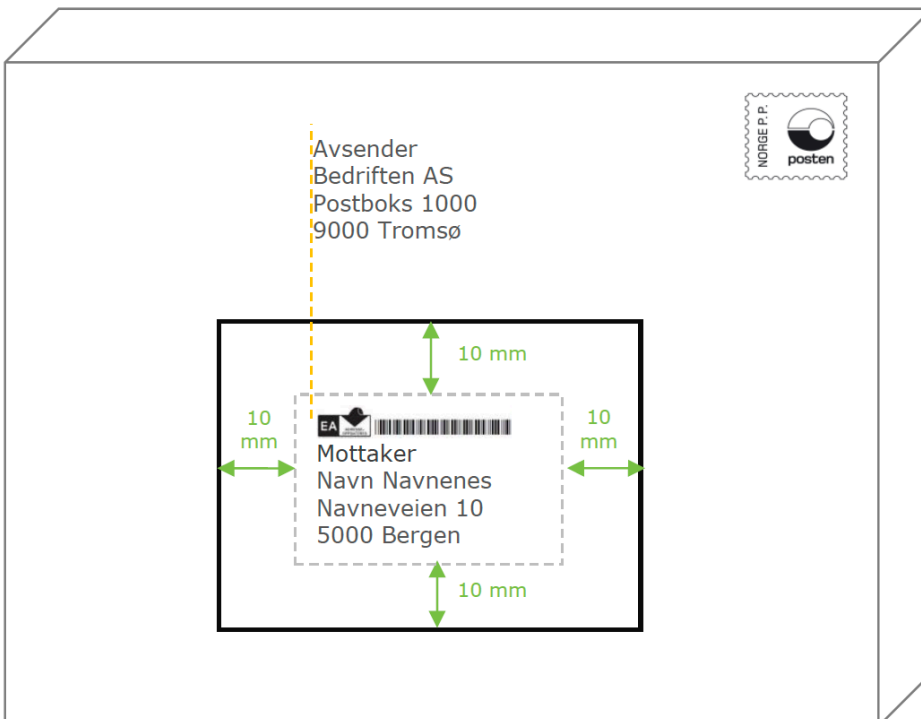 NORGE P. P.
posten
Avsender
Bedriften AS
Postboks 1000
9000 Tromsø
10 mm
10
mm
10
mm
EA
Mottaker
Navn Navnenes
Navneveien 10
5000 Bergen
10 mm